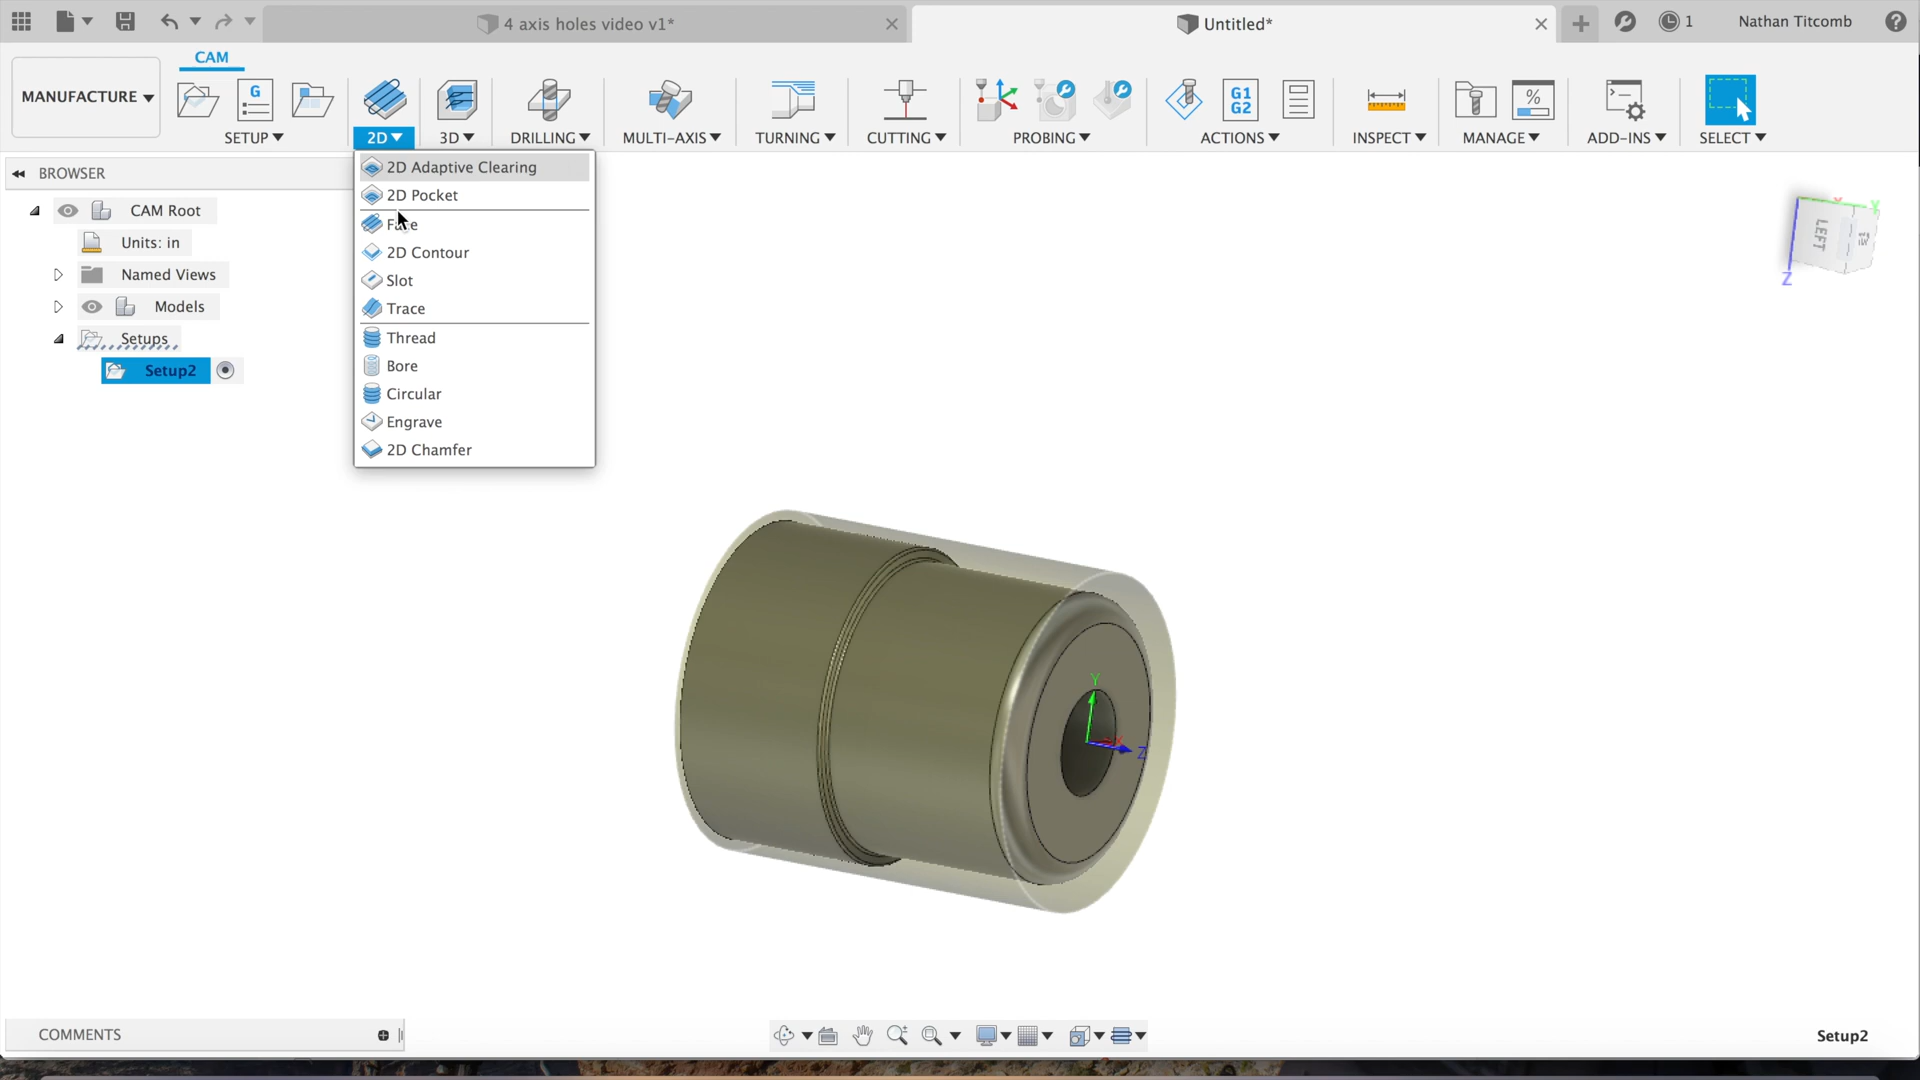 4 axis holes video v1*
Untitled*
1
Nathan Titcomb
CAM
MANUFACTURE
G
G1
G2
%
SETUP
2D
3D
DRILLING
MULTI-AXIS
TURNING
CUTTING
PROBING
ACTIONS
INSPECT
MANAGE
ADD-INS
SELECT
BROWSER
CAM Root
Units: in
Named Views
Models
Setups
Setup2
2D Adaptive Clearing
2D Pocket
Face
2D Contour
Slot
Trace
Thread
Bore
Circular
Engrave
2D Chamfer
LEFT
Y
Z
Y
X
Z
COMMENTS
Setup2